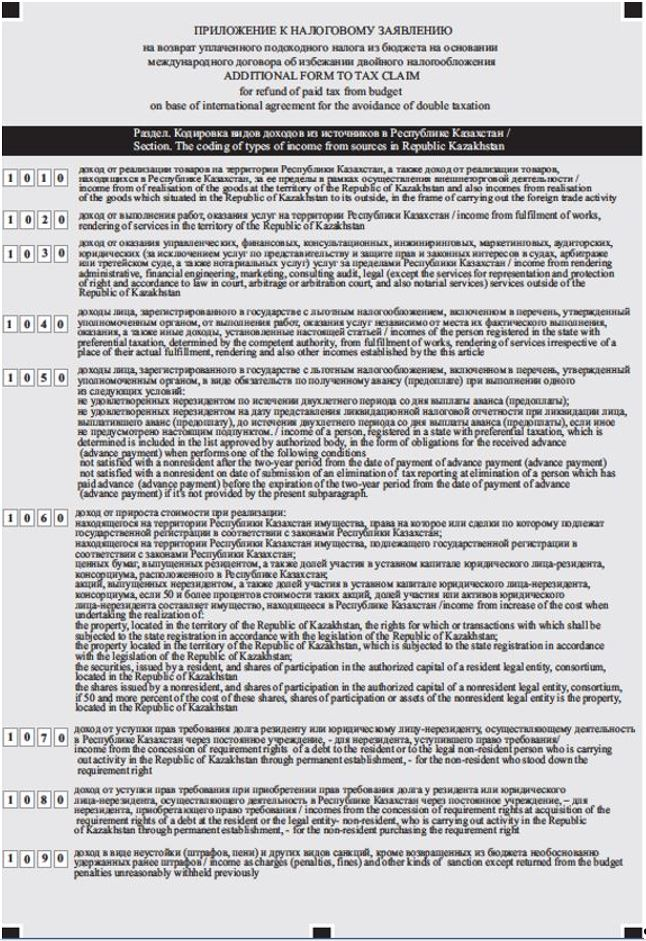 ПРИЛОЖЕНИЕ К НАЛОГОВОМУ ЗАЯВЛЕНИЮ
на возврат уплаченного подоходного налога из бюджета на основании
международного договора об избежании двойного налогообложения
ADDITIONAL FORM TO TAX CLAIM
for refund of paid tax from budget
on base of international agreement for the avoidance of double taxation
Раздел. Кодировка видов доходов из источников в Республике Казахстан /
Section. The coding of types of income from sources in Republic Kazakhstan
1 0 1 0
доход от реализации товаров на территории Республики Казахстан, а также доход от реализации товаров,
находящихся в Республике Казахстан, за ее пределы в рамках осуществления внешнеторговой деятельности /
income from of realisation of the goods at the territory of the Republic of Kazakhstan and also incomes from realisation
of the goods which situated in the Republic of Kazakhstan to its outside, in the frame of carrying out the foreign trade activity
1 0 2 0
доход от выполнения работ, оказания услуг на территории Республики Казахстан / income from fulfilment of works,
rendering of services in the territory of the Republic of Kazakhstan
1 0 3 0
доход от оказания управленческих, финансовых, консультационных, инжиниринговых, маркетинговых, аудиторских,
юридических (за исключением услуг по представительству и защите прав и законных интересов в судах, арбитраже
или третейском суде, а также нотариальных услуг) услуг за пределами Республики Казахстан / income from rendering
administrative, financial engineering, marketing, consulting audit, legal (except the services for representation and protection
of right and accordance to law in court, arbitrage or arbitration court, and also notarial services) services outside of the
Republic of Kazakhstan
1 0 4 0
доходы лица, зарегистрированного в государстве с льготным налогообложением, включенном в перечень, утвержденный
уполномоченным органом, от выполнения работ, оказания услуг независимо от места их фактического выполнения,
оказания, а также иные доходы, установленные настоящей статьей / incomes of the person registered in the state with
preferential taxation, determined by the competent authority, from fulfillment of works, rendering of services irrespective of a
place of their actual fulfillment, rendering and also other incomes established by the this article
1 0 5 0
доходы лица, зарегистрированного в государстве с льготным налогообложением, включенном в перечень, утвержденный
уполномоченным органом, в виде обязательств по полученному авансу (предоплате) при выполнении одного
из следующих условий:
не удовлетворенных нерезидентом по истечении двухлетнего периода со дня выплаты аванса (предоплаты);
не удовлетворенных нерезидентом на дату представления ликвидационной налоговой отчетности при ликвидации лица,
выплатившего аванс (предоплату), до истечения двухлетнего периода со дня выплаты аванса (предоплаты), если иное
не предусмотрено настоящим подпунктом. / income of a person, registered in a state with preferential taxation, which is
determined is included in the list approved by authorized body, in the form of obligations for the received advance
(advance payment) when performs one of the following conditions
not satisfied with a nonresident after the two-year period from the date of payment of advance payment (advance payment)
not satisfied with a nonresident on date of submission of an elimination of tax reporting at elimination of a person which has
paid advance (advance payment) before the expiration of the two-year period from the date of payment of advance
(advance payment) if it's not provided by the present subparagraph.
1 0 6 0
доход от прироста стоимости при реализации:
находящегося на территории Республики Казахстан имущества, права на которое или сделки по которому подлежат
государственной регистрации в соответствии с законами Республики Казахстан;
находящегося на территории Республики Казахстан имущества, подлежащего государственной регистрации в
соответствии с законами Республики Казахстан;
ценных бумаг, выпущенных резидентом, а также долей участия в уставном капитале юридического лица-резидента,
консорциума, расположенного в Республике Казахстан;
акций, выпущенных нерезидентом, а также долей участия в уставном капитале юридического лица-нерезидента,
консорциума, если 50 и более процентов стоимости таких акций, долей участия или активов юридического
лица-нерезидента составляет имущество, находящееся в Республике Казахстан /income from increase of the cost when
undertaking the realization of:
the property, located in the territory of the Republic of Kazakhstan, the rights for which or transactions with which shall be
subjected to the state registration in accordance with the legislation of the Republic of Kazakhstan;
the property located in the territory of the Republic of Kazakhstan, which is subjected to the state registration in accordance
with the legislation of the Republic of Kazakhstan;
the securities, issued by a resident, and shares of participation in the authorized capital of a resident legal entity, consortium,
located in the Republic of Kazakhstan
the shares issued by a nonresident, and shares of participation in the authorized capital of a nonresident legal entity, consortium,
if 50 and more percent of the cost of these shares, shares of participation or assets of the nonresident legal entity is the property,
located in the Republic of Kazakhstan
1 0 7 0
доход от уступки прав требования долга резиденту или юридическому лицу-нерезиденту, осуществляющему деятельность
в Республике Казахстан через постоянное учреждение, - для нерезидента, уступившего право требования/
income from the concession of requirement rights of a debt to the resident or to the legal non-resident person who is carrying
out activity in the Republic of Kazakhstan through permanent establishment, - for the non-resident who stood down the
requirement right
1 0 8 0
доход от уступки прав требования при приобретении прав требования долга у резидента или юридического
лица-нерезидента, осуществляющего деятельность в Республике Казахстан через постоянное учреждение, – для
нерезидента, приобретающего право требования / incomes from the concession of requirement rights at acquisition of the
requirement rights of a debt at the resident or the legal entity- non-resident, who is carrying out activity in the Republic
of Kazakhstan through permanent establishment, - for the non-resident purchasing the requirement right
1 0 9 0
доход в виде неустойки (штрафов, пени) и других видов санкций, кроме возвращенных из бюджета необоснованно
удержанных ранее штрафов / income as charges (penalties, fines) and other kinds of sanction except returned from the budget
penalties unreasonably withheld previously